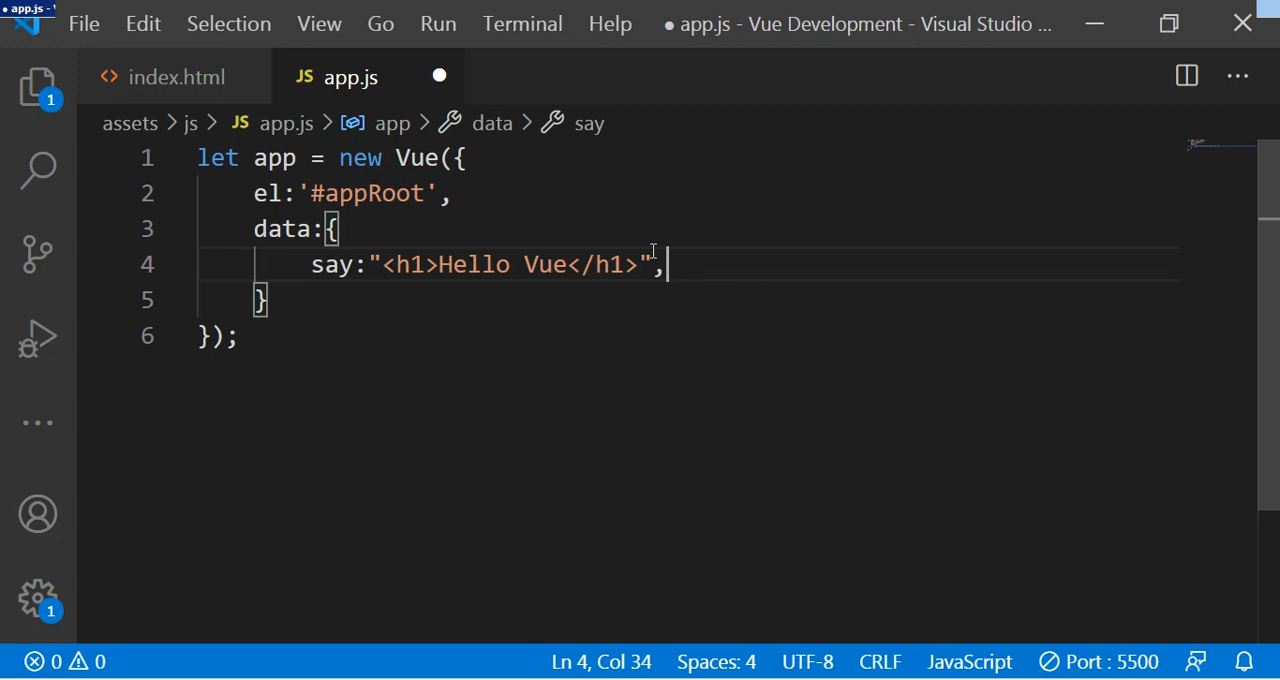 ● app.js -
File Edit Selection View Go Run Terminal Help ● app.js - Vue Development - Visual Studio ...
index.html JS app.js ●
1
assets > js > JS app.js > app > data > say
1 let app = new Vue({
2 el:'#appRoot',
3 data:{
4 say:"<h1>Hello Vue</h1>",
5 }
6 });
1
0 0 Ln 4, Col 34 Spaces: 4 UTF-8 CRLF JavaScript Port : 5500